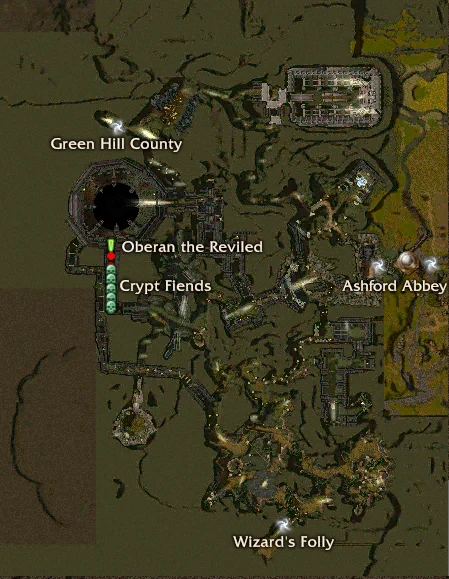 Green Hill County
Oberan the Reviled
Crypt Fiends
Ashford Abbey
Wizard's Folly